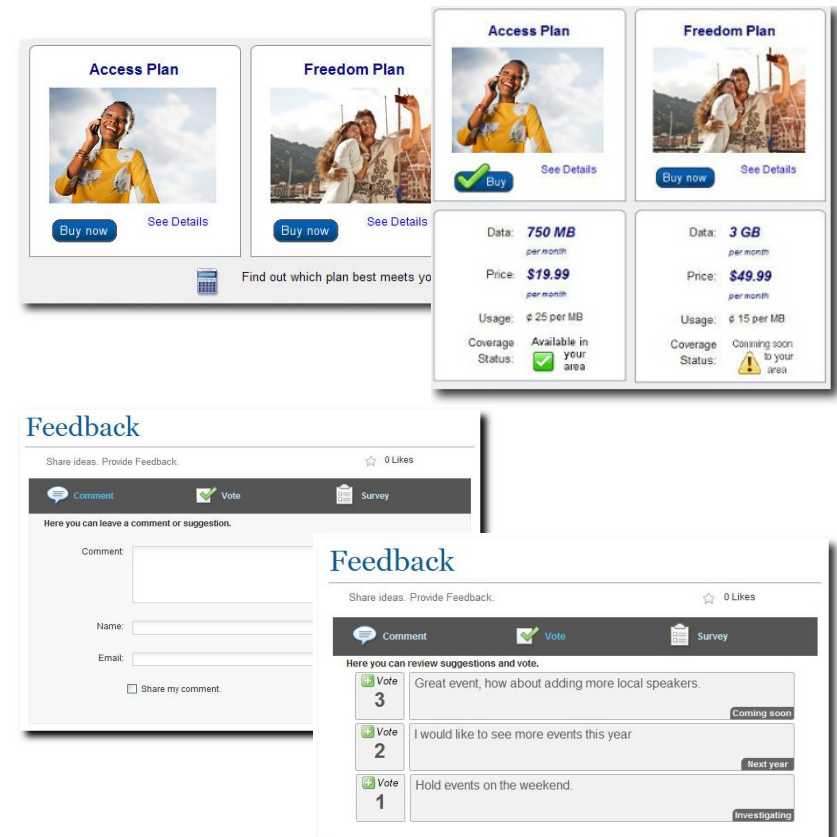 Access Plan
Freedom Plan
Buy now
See Details
Buy now
See Details
Find out which plan best meets yo
Access Plan
Freedom Plan
Buy
See Details
Buy now
See Details
Data: 750 MB
per month
Price: $19.99
per month
Usage: ¢ 25 per MB
Coverage Status: Available in
your
area
Data: 3 GB
per month
Price: $49.99
per month
Usage: ¢ 15 per MB
Coverage Status: Comming soon
to your
area
Feedback
Share ideas. Provide Feedback.
0 Likes
Comment
Vote
Survey
Here you can leave a comment or suggestion.
Comment:
Name:
Email:
Share my comment.
Feedback
Share ideas. Provide Feedback.
0 Likes
Comment
Vote
Survey
Here you can review suggestions and vote.
Vote
3
Great event, how about adding more local speakers.
Coming soon
Vote
2
I would like to see more events this year
Next year
Vote
1
Hold events on the weekend.
Investigating